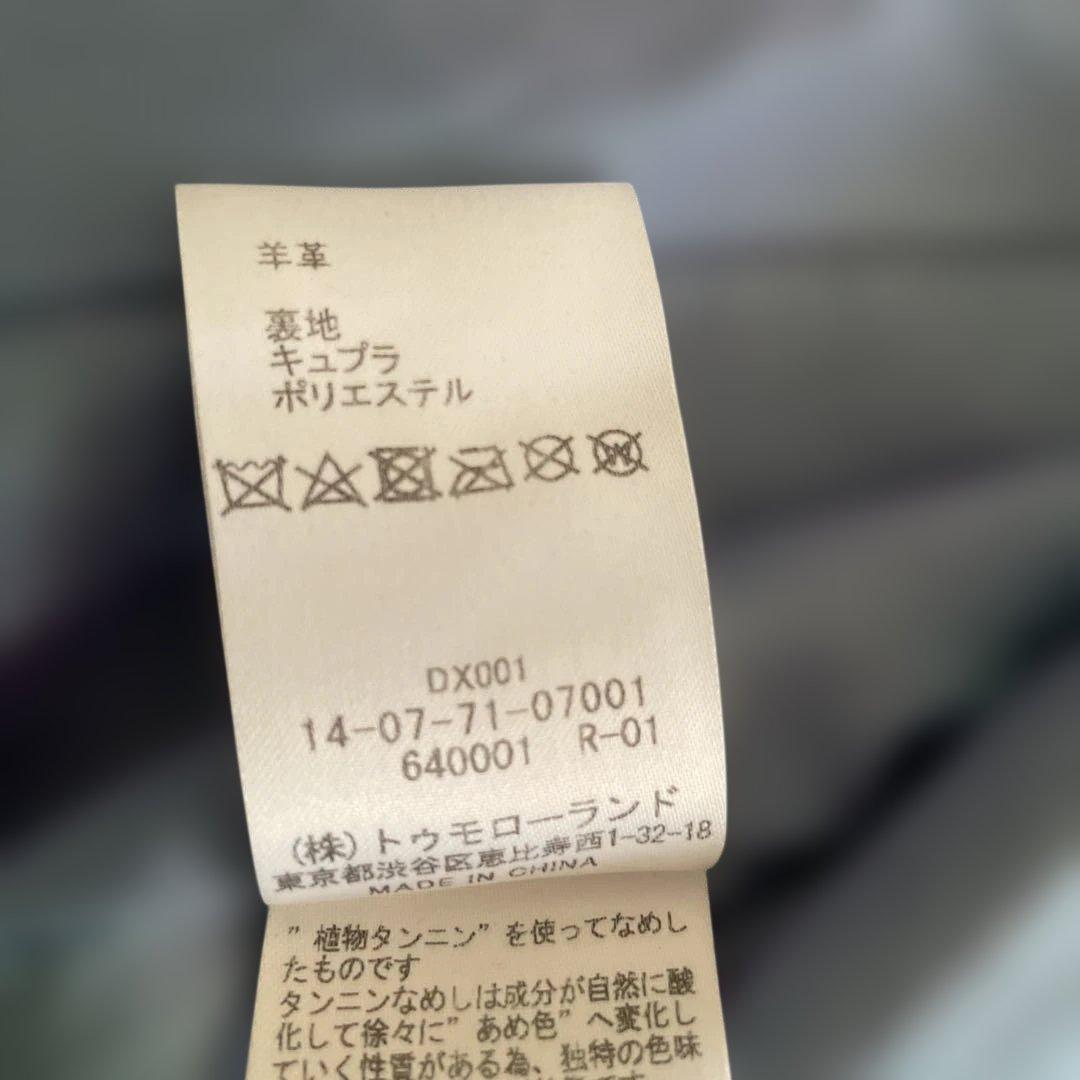 羊革
裏地
キュプラ
ポリエステル
DX001
14-07-71-07001
640001 R-01
(株)トゥモローランド
東京都渋谷区恵比寿西1-32-18
MADE IN CHINA
”植物タンニン”を使ってなめし
たものです
タンニンなめしは成分が自然に酸
化して徐々に”あめ色”へ変化し
ていく性質がある為、独特の色味